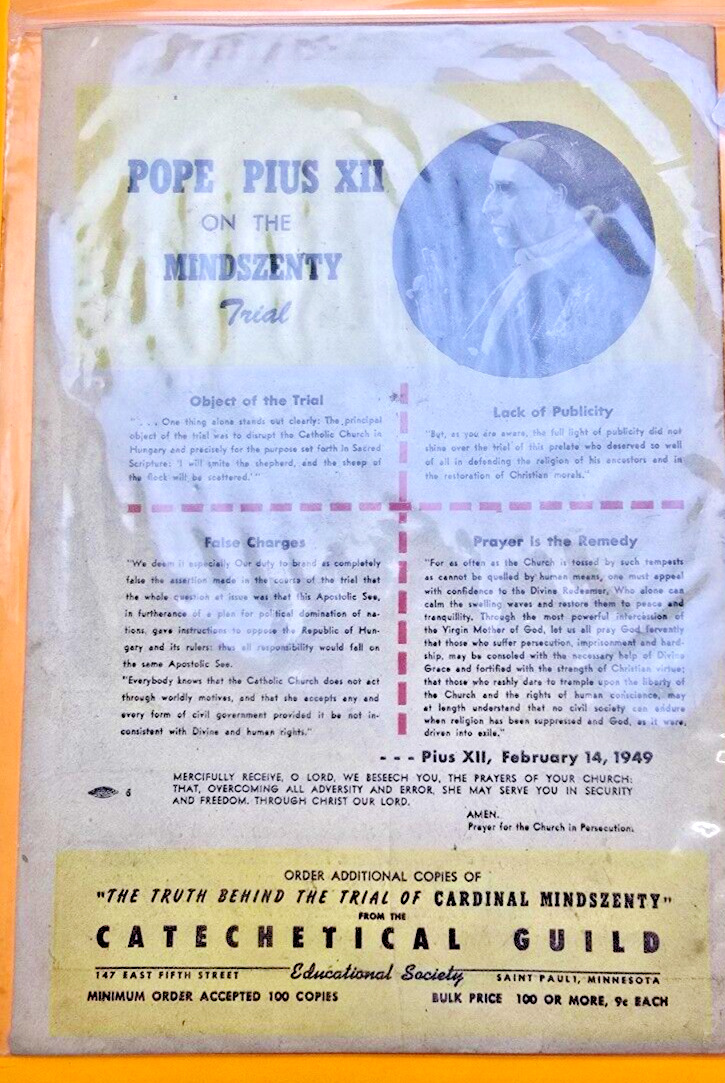 POPE PIUS XII
ON THE
MINDSZENTY
Trial
Object of the Trial
". . . One thing alone stands out clearly: The principal
object of the trial was to disrupt the Catholic Church in
Hungary and precisely for the purpose set forth in Sacred
Scripture: 'I will smite the shepherd, and the sheep of
the flock will be scattered.'"
Lack of Publicity
"But, as you are aware, the full light of publicity did not
shine over the trial of this prelate who deserved so well
of all in defending the religion of his ancestors and in
the restoration of Christian morals."
False Charges
"We deem it especially Our duty to brand as completely
false the assertion made in the course of the trial that
the whole question at issue was that this Apostolic See,
in furtherance of a plan for political domination of na-
tions, gave instructions to oppose the Republic of Hun-
gary and its rulers: thus all responsibility would fall on
the same Apostolic See.
"Everybody knows that the Catholic Church does not act
through worldly motives, and that she accepts any and
every form of civil government provided it be not in-
consistent with Divine and human rights."
Prayer Is the Remedy
"For as often as the Church is tossed by such tempests
as cannot be quelled by human means, one must appeal
with confidence to the Divine Redeemer, Who alone can
calm the swelling waves and restore them to peace and
tranquillity. Through the most powerful intercession of
the Virgin Mother of God, let us all pray God fervently
that those who suffer persecution, imprisonment and hard-
ship, may be consoled with the necessary help of Divine
Grace and fortified with the strength of Christian virtue;
that those who rashly dare to trample upon the liberty of
the Church and the rights of human conscience, may
at length understand that no civil society can endure
when religion has been suppressed and God, as it were,
driven into exile."
- - - Pius XII, February 14, 1949
MERCIFULLY RECEIVE, O LORD, WE BESEECH YOU, THE PRAYERS OF YOUR CHURCH;
THAT, OVERCOMING ALL ADVERSITY AND ERROR, SHE MAY SERVE YOU IN SECURITY
AND FREEDOM. THROUGH CHRIST OUR LORD.
6
AMEN.
Prayer for the Church in Persecution.
ORDER ADDITIONAL COPIES OF
"THE TRUTH BEHIND THE TRIAL OF CARDINAL MINDSZENTY"
FROM THE
CATECHETICAL GUILD
147 EAST FIFTH STREET Educational Society SAINT PAUL 1, MINNESOTA
MINIMUM ORDER ACCEPTED 100 COPIES BULK PRICE 100 OR MORE, 9c EACH